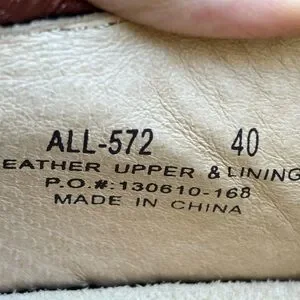 ALL-572 40
EATHER UPPER & LINING
P.O.#:130610-168
MADE IN CHINA